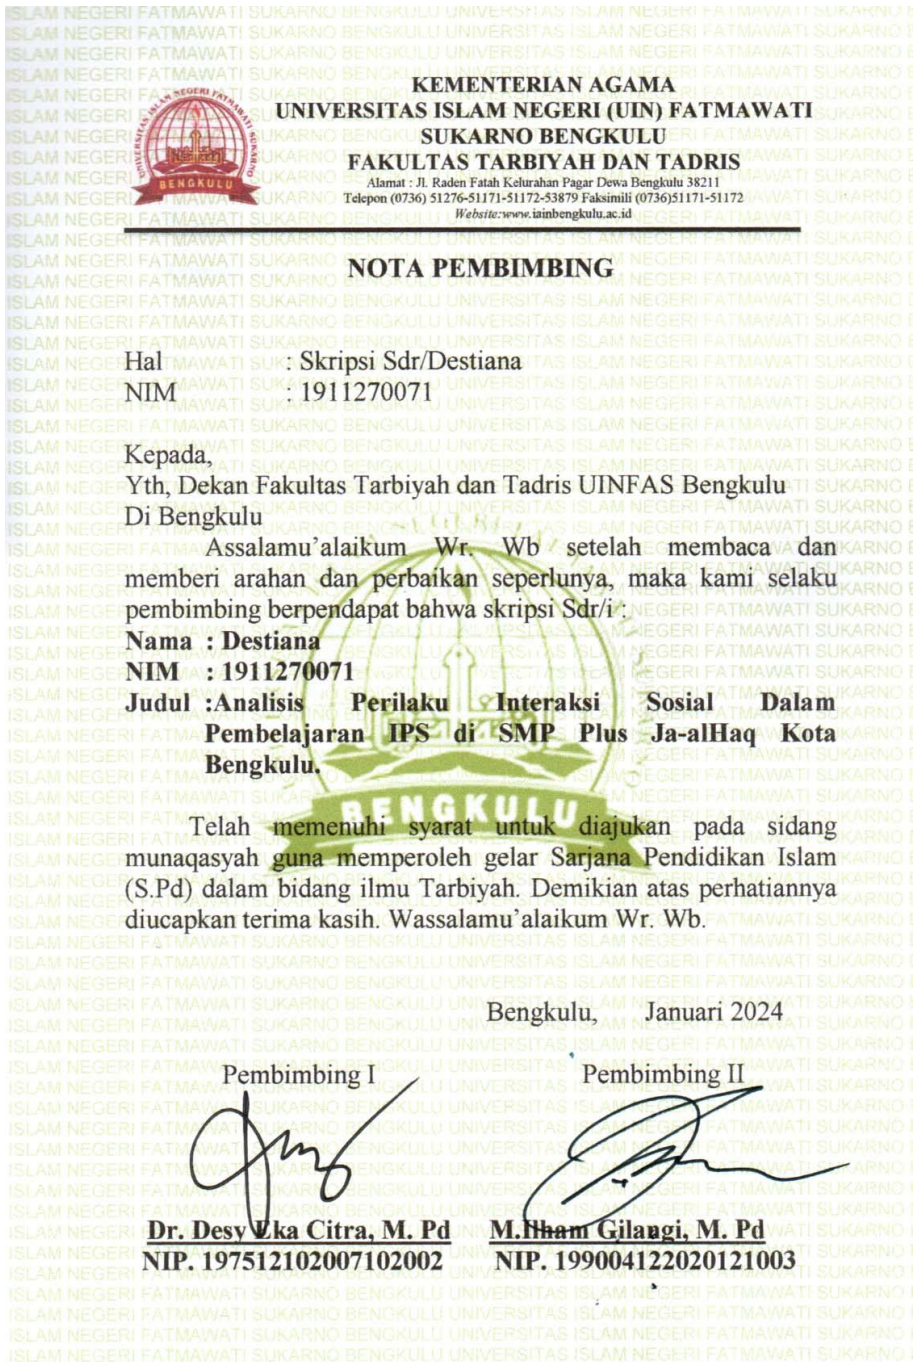 KEMENTERIAN AGAMA
UNIVERSITAS ISLAM NEGERI (UIN) FATMAWATI
SUKARNO BENGKULU
FAKULTAS TARBIYAH DAN TADRIS
Alamat : Jl. Raden Fatah Kelurahan Pagar Dewa Bengkulu 38211
Telepon (0736) 51276-51171-51172-53879 Faksimili (0736)51171-51172
Website:www.iainbengkulu.ac.id
UNIVERSITAS ISLAM NEGERI FATMAWATI SUKARNO
BENGKULU
NOTA PEMBIMBING
Hal : Skripsi Sdr/Destiana
NIM : 1911270071
Kepada,
Yth, Dekan Fakultas Tarbiyah dan Tadris UINFAS Bengkulu
Di Bengkulu
Assalamu’alaikum Wr. Wb setelah membaca dan
memberi arahan dan perbaikan seperlunya, maka kami selaku
pembimbing berpendapat bahwa skripsi Sdr/i :
Nama : Destiana
NIM : 1911270071
Judul :Analisis Perilaku Interaksi Sosial Dalam
Pembelajaran IPS di SMP Plus Ja-alHaq Kota
Bengkulu.
BENGKULU
Telah memenuhi syarat untuk diajukan pada sidang
munaqasyah guna memperoleh gelar Sarjana Pendidikan Islam
(S.Pd) dalam bidang ilmu Tarbiyah. Demikian atas perhatiannya
diucapkan terima kasih. Wassalamu’alaikum Wr. Wb.
Bengkulu, Januari 2024
Pembimbing I Pembimbing II
Dr. Desy Eka Citra, M. Pd M.Ilham Gilangi, M. Pd
NIP. 197512102007102002 NIP. 199004122020121003